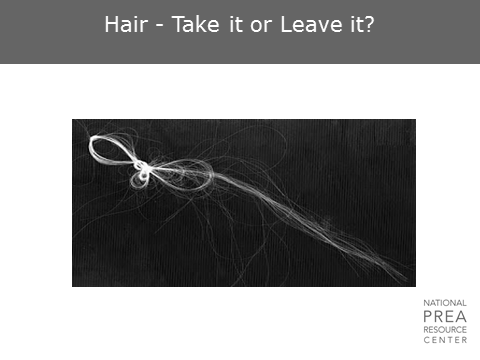 Hair - Take it or Leave it?
NATIONAL
PREA
RESOURCE
CENTER